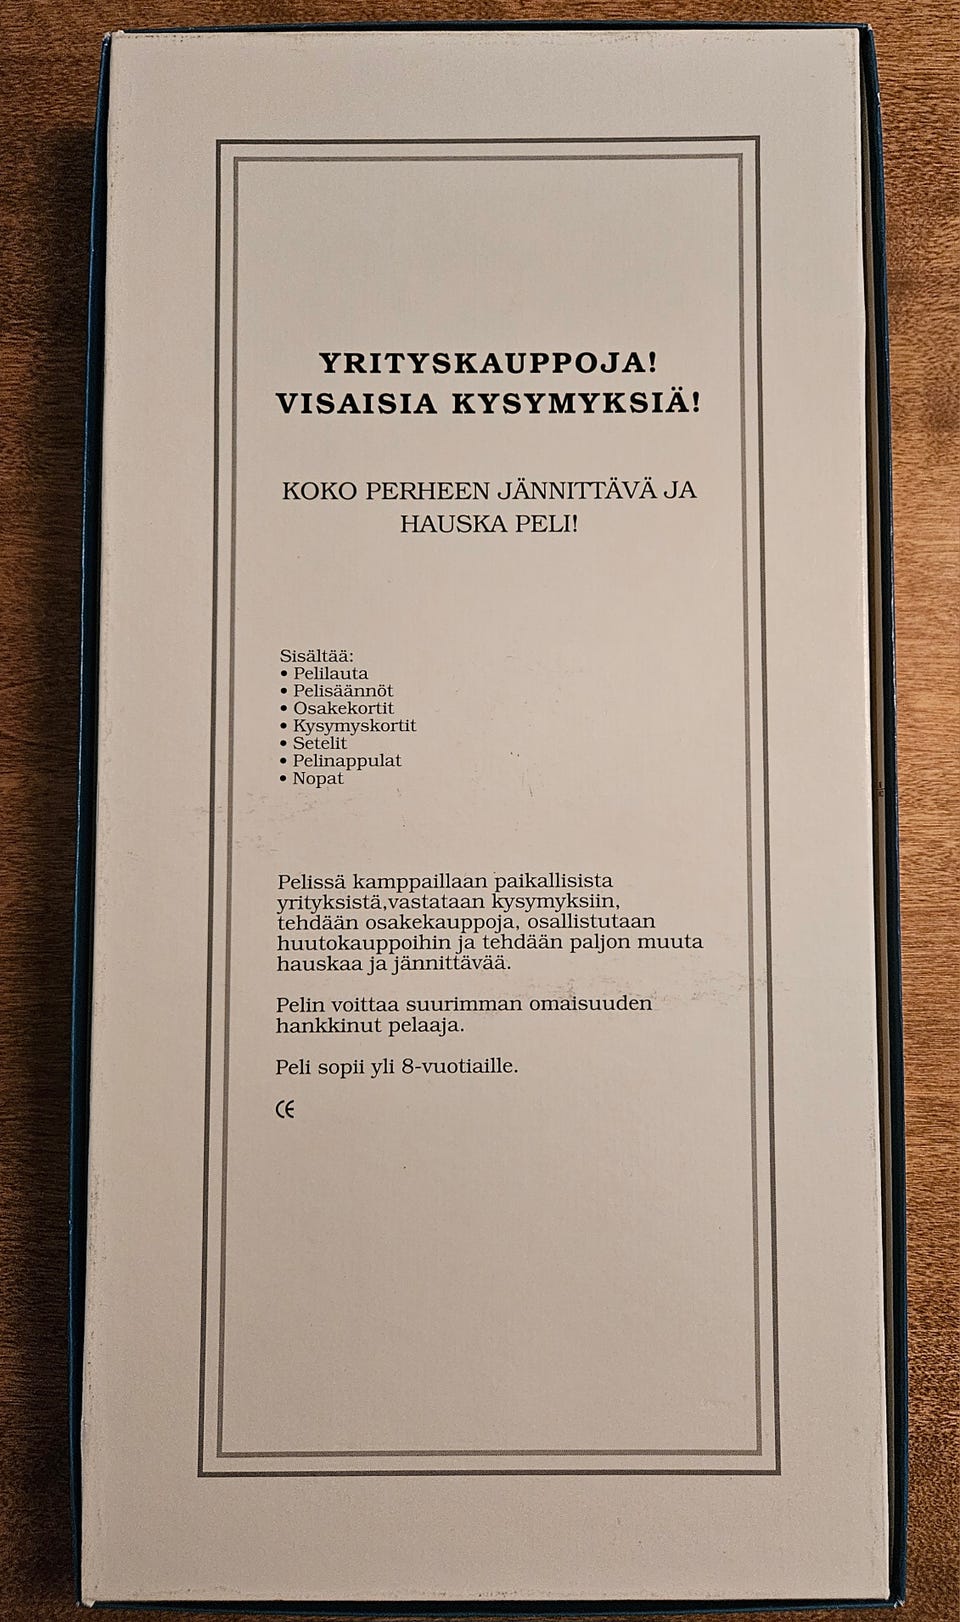 YRITYSKAUPPOJA!
VISAISIA KYSYMYKSIÄ!
KOKO PERHEEN JÄNNITTÄVÄ JA
HAUSKA PELI!
Sisältää:
• Pelilauta
• Pelisäännöt
• Osakekortit
• Kysymyskortit
• Setelit
• Pelinappulat
• Nopat
Pelissä kamppaillaan paikallisista
yrityksistä,vastataan kysymyksiin,
tehdään osakekauppoja, osallistutaan
huutokauppoihin ja tehdään paljon muuta
hauskaa ja jännittävää.
Pelin voittaa suurimman omaisuuden
hankkinut pelaaja.
Peli sopii yli 8-vuotiaille.
CE